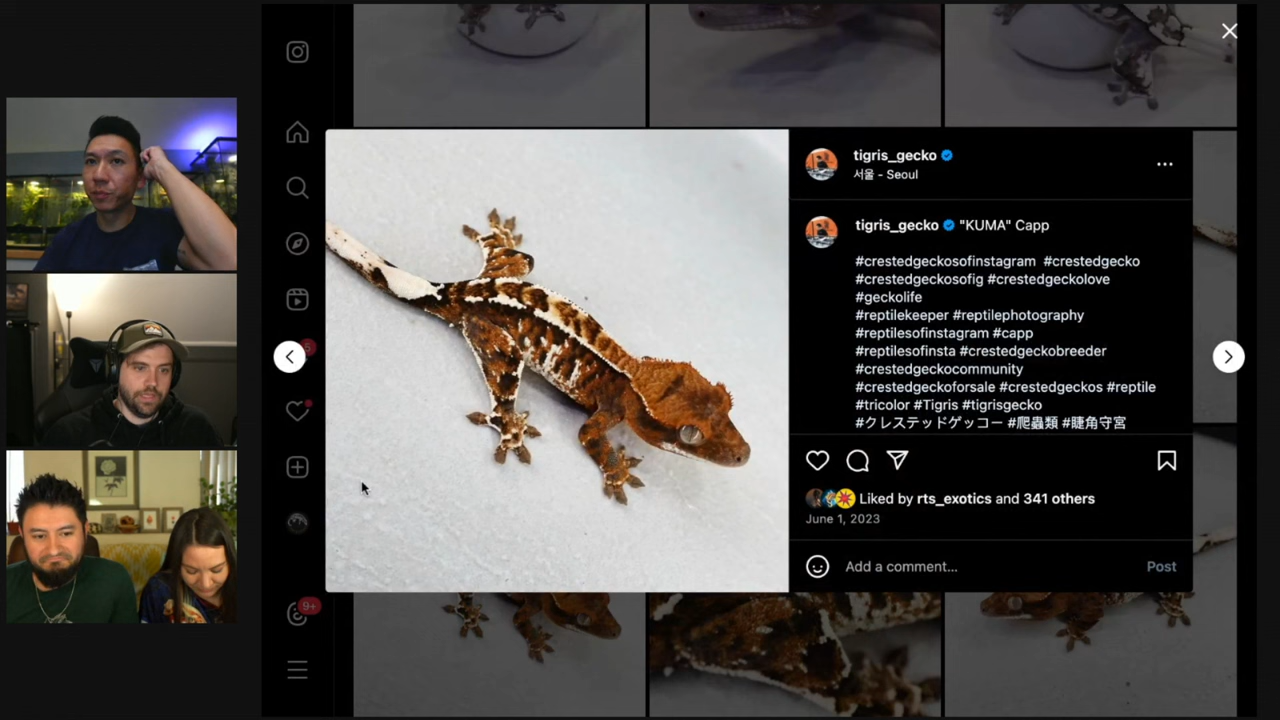 tigris_gecko
서울 - Seoul
tigris_gecko "KUMA" Capp
#crestedgeckosofinstagram #crestedgecko
#crestedgeckosofig #crestedgeckolove
#geckolife
#reptilekeeper #reptilephotography
#reptilesofinstagram #capp
#reptilesofinsta #crestedgeckobreeder
#crestedgeckocommunity
#crestedgeckoforsale #crestedgeckos #reptile
#tricolor #Tigris #tigrisgecko
#クレステッドゲッコー #爬蟲類 #睫角守宮
Liked by rts_exotics and 341 others
June 1, 2023
Add a comment...
Post
9+